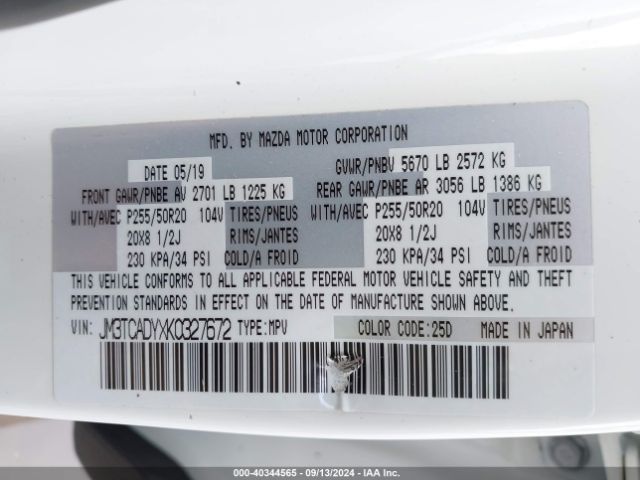 MFD. BY MAZDA MOTOR CORPORATION
DATE 05/19 GVWR/PNBV 5670 LB 2572 KG
FRONT GAWR/PNBE AV 2701 LB 1225 KG REAR GAWR/PNBE AR 3056 LB 1386 KG
WITH/AVEC P255/50R20 104V TIRES/PNEUS WITH/AVEC P255/50R20 104V TIRES/PNEUS
20X8 1/2J RIMS/JANTES 20X8 1/2J RIMS/JANTES
230 KPA/34 PSI COLD/A FROID 230 KPA/34 PSI COLD/A FROID
THIS VEHICLE CONFORMS TO ALL APPLICABLE FEDERAL MOTOR VEHICLE SAFETY AND THEFT
PREVENTION STANDARDS IN EFFECT ON THE DATE OF MANUFACTURE SHOWN ABOVE.
VIN: JM3TCADYXK0327672 TYPE:MPV COLOR CODE:25D MADE IN JAPAN
000-40344565 - 09/13/2024 - IAA Inc.